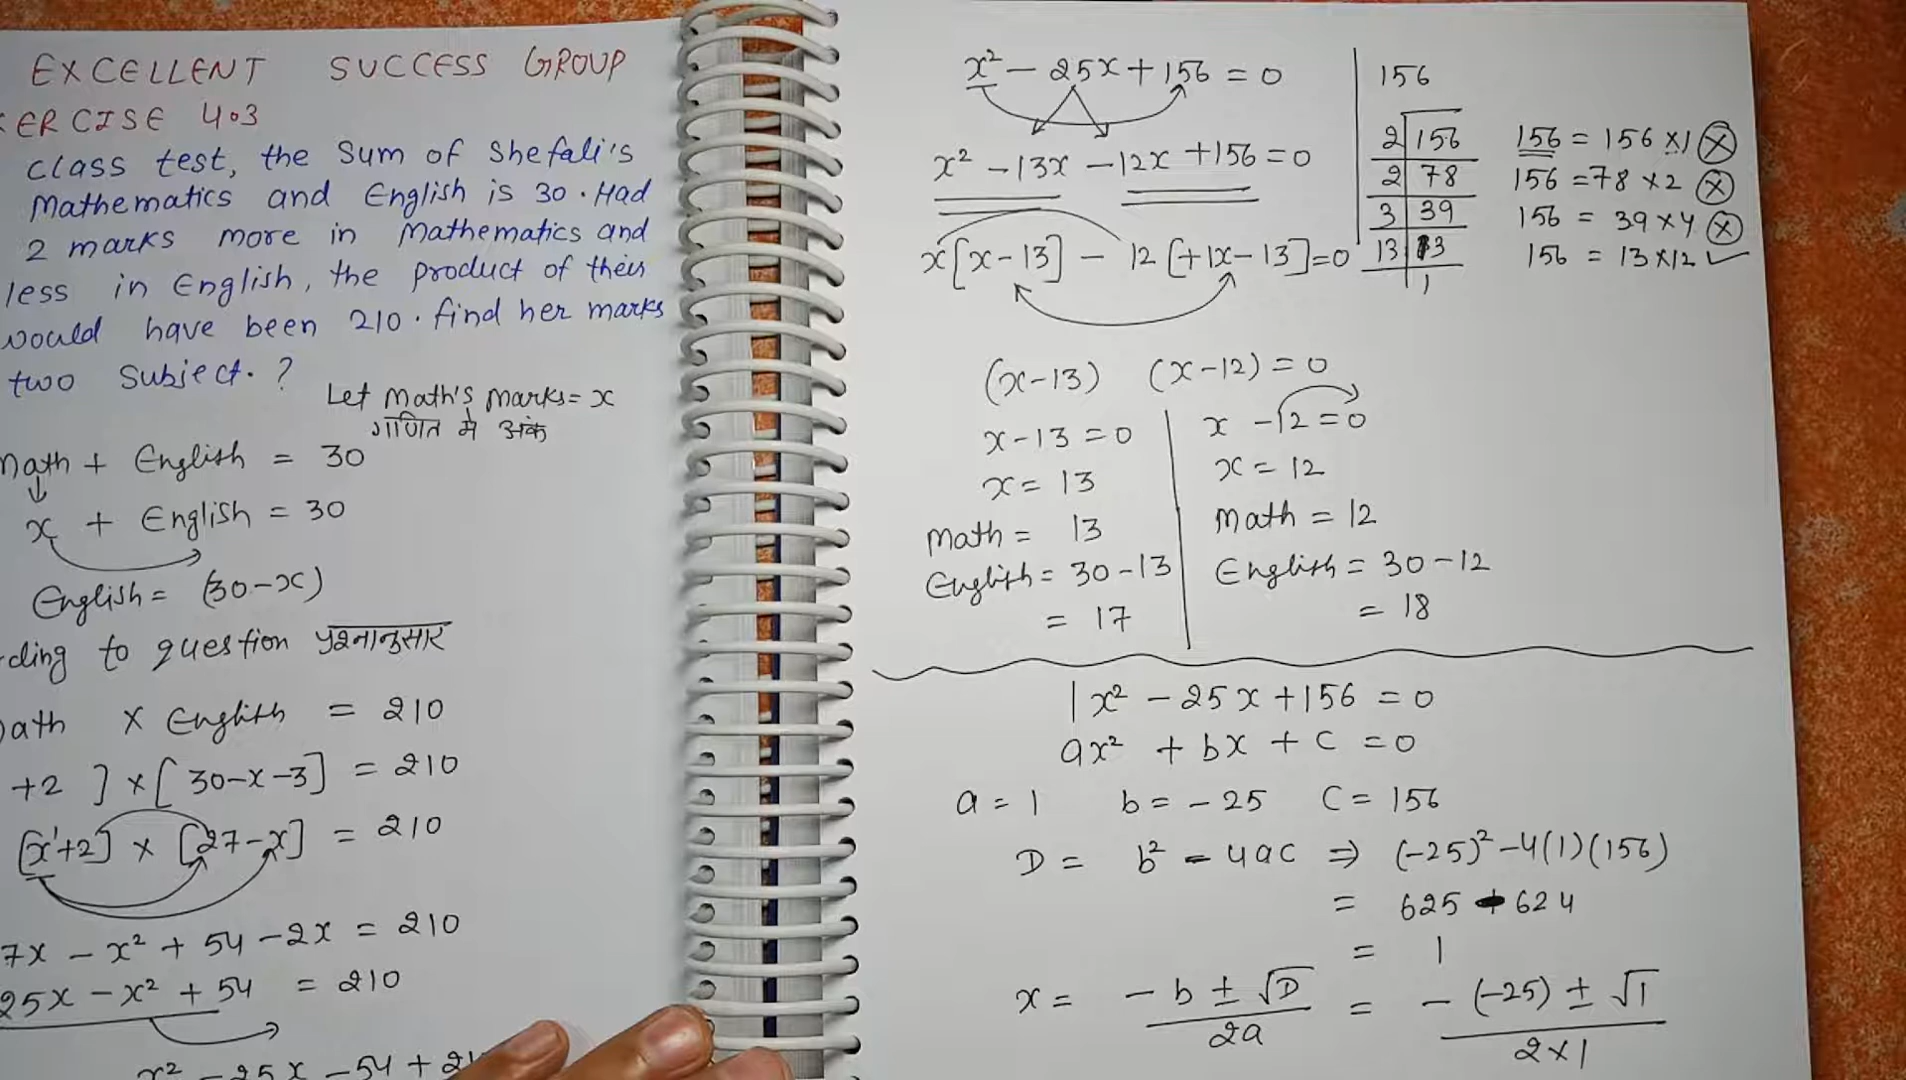 EXCELLENT SUCCESS GROUP
ERCISE 4.3
class test, the sum of Shefali's
Mathematics and English is 30. Had
2 marks more in Mathematics and
less in English, the product of their
would have been 210. find her marks
two subject. ?
Let Math's marks = x
गणित मे अंक
Math + English = 30
x + English = 30
English = (30-x)
rding to question प्रश्नानुसार
ath × English = 210
+2 ] × [ 30-x-3] = 210
[x+2] × [27-x] = 210
7x - x² + 54 - 2x = 210
25x - x² + 54 = 210
x² - 25x - 54 + 21
x² - 25x + 156 = 0
x² - 13x - 12x + 156 = 0
x[x-13] - 12[+1x-13]=0
156
2 156
2 78
3 39
13 13
1
156 = 156 ×1 ⓧ
156 = 78 ×2 ⓧ
156 = 39×4 ⓧ
156 = 13×12 ✓
(x-13) (x-12) = 0
x-13 = 0
x = 13
Math = 13
English = 30-13
= 17
x - 12 = 0
x = 12
Math = 12
English = 30-12
= 18
1x² - 25x + 156 = 0
ax² + bx + c = 0
a = 1 b = -25 C = 156
D = b² - 4ac ⇒ (-25)² - 4(1)(156)
= 625 - 624
= 1
x = -b ± √D / 2a = -(-25) ± √1 / 2×1